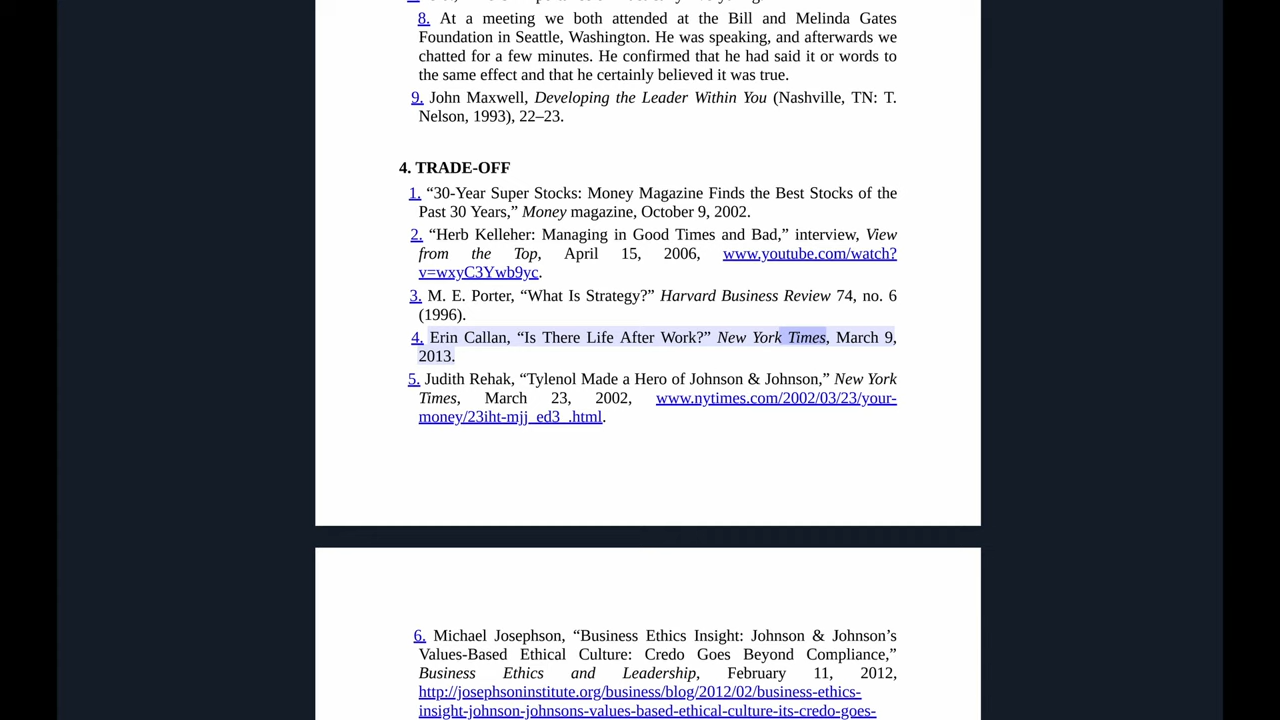 8. At a meeting we both attended at the Bill and Melinda Gates
Foundation in Seattle, Washington. He was speaking, and afterwards we
chatted for a few minutes. He confirmed that he had said it or words to
the same effect and that he certainly believed it was true.
9. John Maxwell, Developing the Leader Within You (Nashville, TN: T.
Nelson, 1993), 22–23.
4. TRADE-OFF
1. “30-Year Super Stocks: Money Magazine Finds the Best Stocks of the
Past 30 Years,” Money magazine, October 9, 2002.
2. “Herb Kelleher: Managing in Good Times and Bad,” interview, View
from the Top, April 15, 2006, www.youtube.com/watch?
v=wxyC3Ywb9yc.
3. M. E. Porter, “What Is Strategy?” Harvard Business Review 74, no. 6
(1996).
4. Erin Callan, “Is There Life After Work?” New York Times, March 9,
2013.
5. Judith Rehak, “Tylenol Made a Hero of Johnson & Johnson,” New York
Times, March 23, 2002, www.nytimes.com/2002/03/23/your-
money/23iht-mjj_ed3_.html.
6. Michael Josephson, “Business Ethics Insight: Johnson & Johnson’s
Values-Based Ethical Culture: Credo Goes Beyond Compliance,”
Business Ethics and Leadership, February 11, 2012,
http://josephsoninstitute.org/business/blog/2012/02/business-ethics-
insight-johnson-johnsons-values-based-ethical-culture-its-credo-goes-